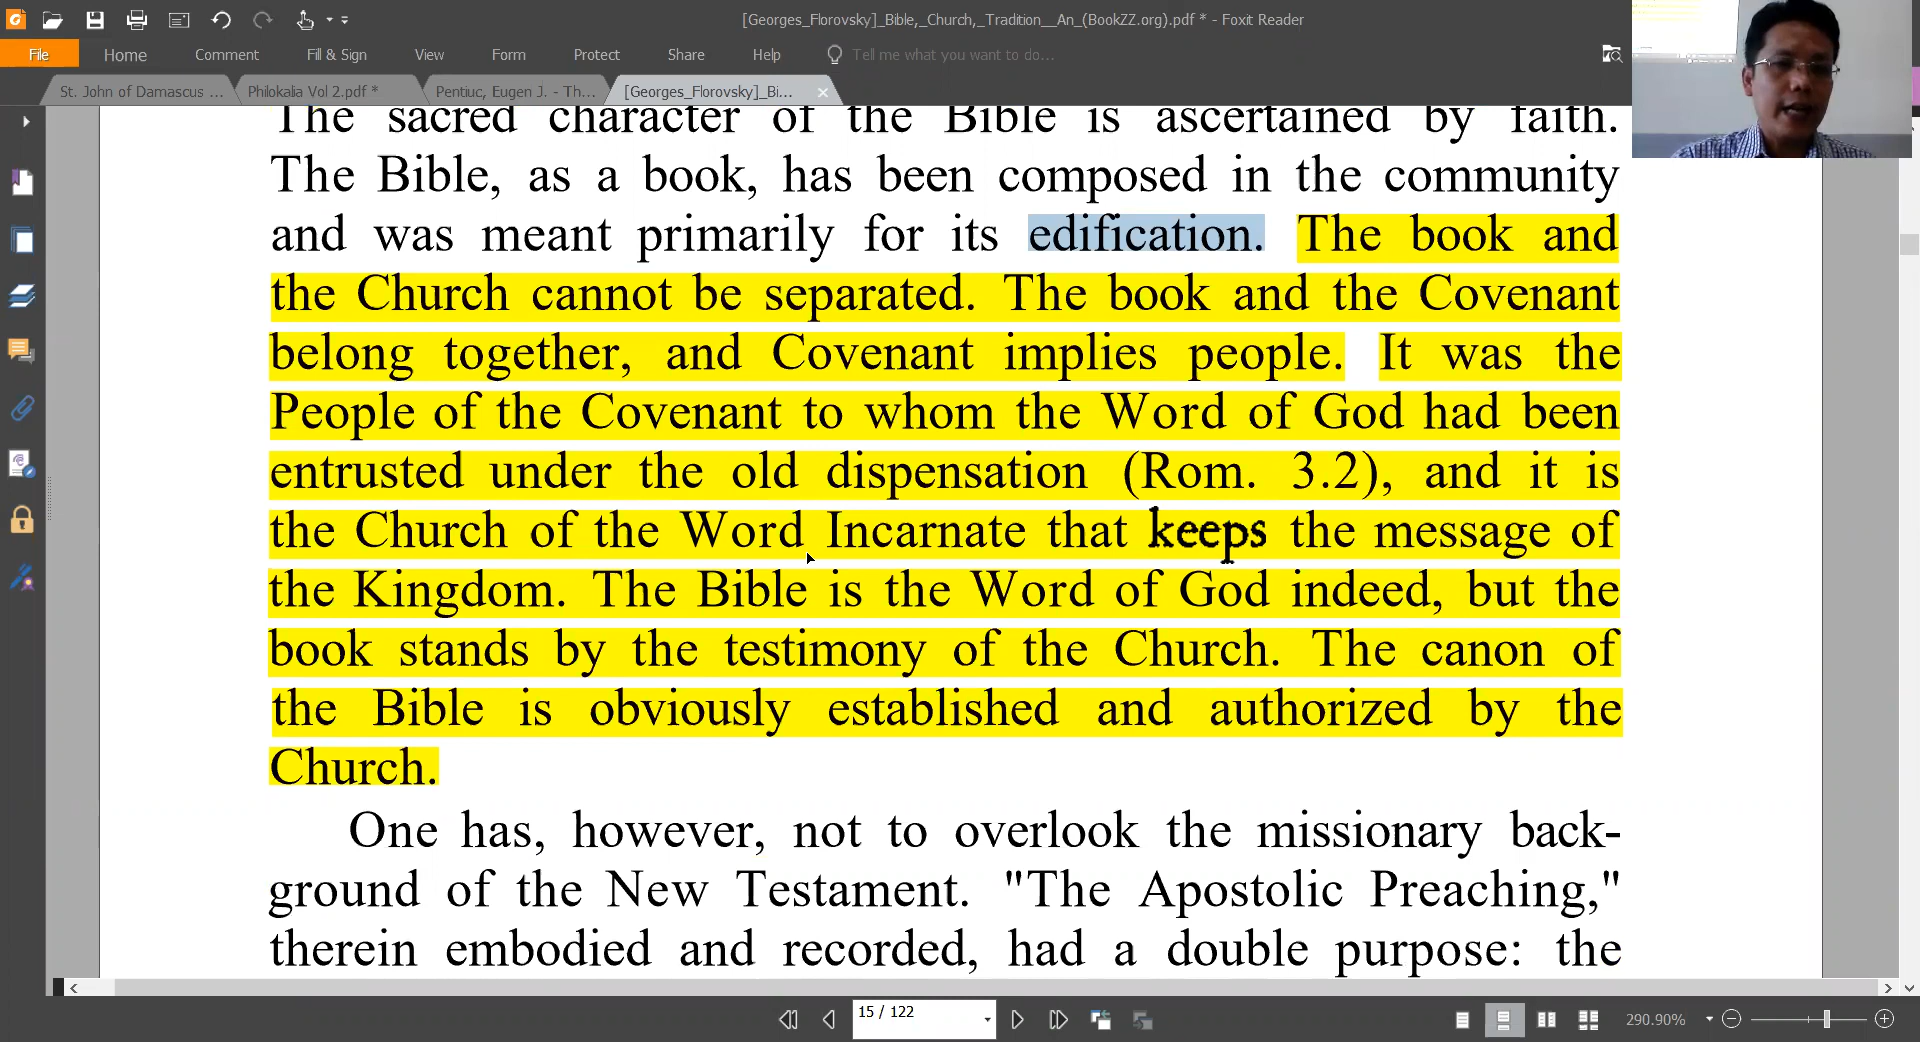 [Georges_Florovsky]_Bible,_Church,_Tradition__An_(BookZZ.org).pdf * - Foxit Reader
File Home Comment Fill & Sign View Form Protect Share Help Tell me what you want to do...
St. John of Damascus ... Philokalia Vol 2.pdf * Pentiuc, Eugen J. - Th... [Georges_Florovsky]_Bi...
The sacred character of the Bible is ascertained by faith.
The Bible, as a book, has been composed in the community
and was meant primarily for its edification. The book and
the Church cannot be separated. The book and the Covenant
belong together, and Covenant implies people. It was the
People of the Covenant to whom the Word of God had been
entrusted under the old dispensation (Rom. 3.2), and it is
the Church of the Word Incarnate that keeps the message of
the Kingdom. The Bible is the Word of God indeed, but the
book stands by the testimony of the Church. The canon of
the Bible is obviously established and authorized by the
Church.
One has, however, not to overlook the missionary back-
ground of the New Testament. "The Apostolic Preaching,"
therein embodied and recorded, had a double purpose: the
15 / 122
290.90%